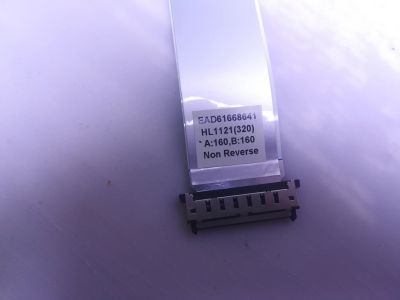 EAD61668641
HL1121(320)
* A:160,B:160
Non Reverse